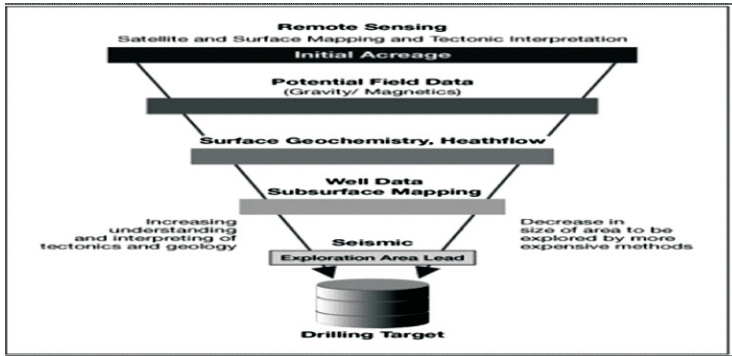 Remote Sensing
Satellite and Surface Mapping and Tectonic Interpretation
Initial Acreage
Potential Field Data
(Gravity/ Magnetics)
Surface Geochemistry, Heathflow
Well Data
Subsurface Mapping
Increasing
understanding
and interpreting of
tectonics and geology
Decrease in
size of area to be
explored by more
expensive methods
Seismic
Exploration Area Lead
Drilling Target